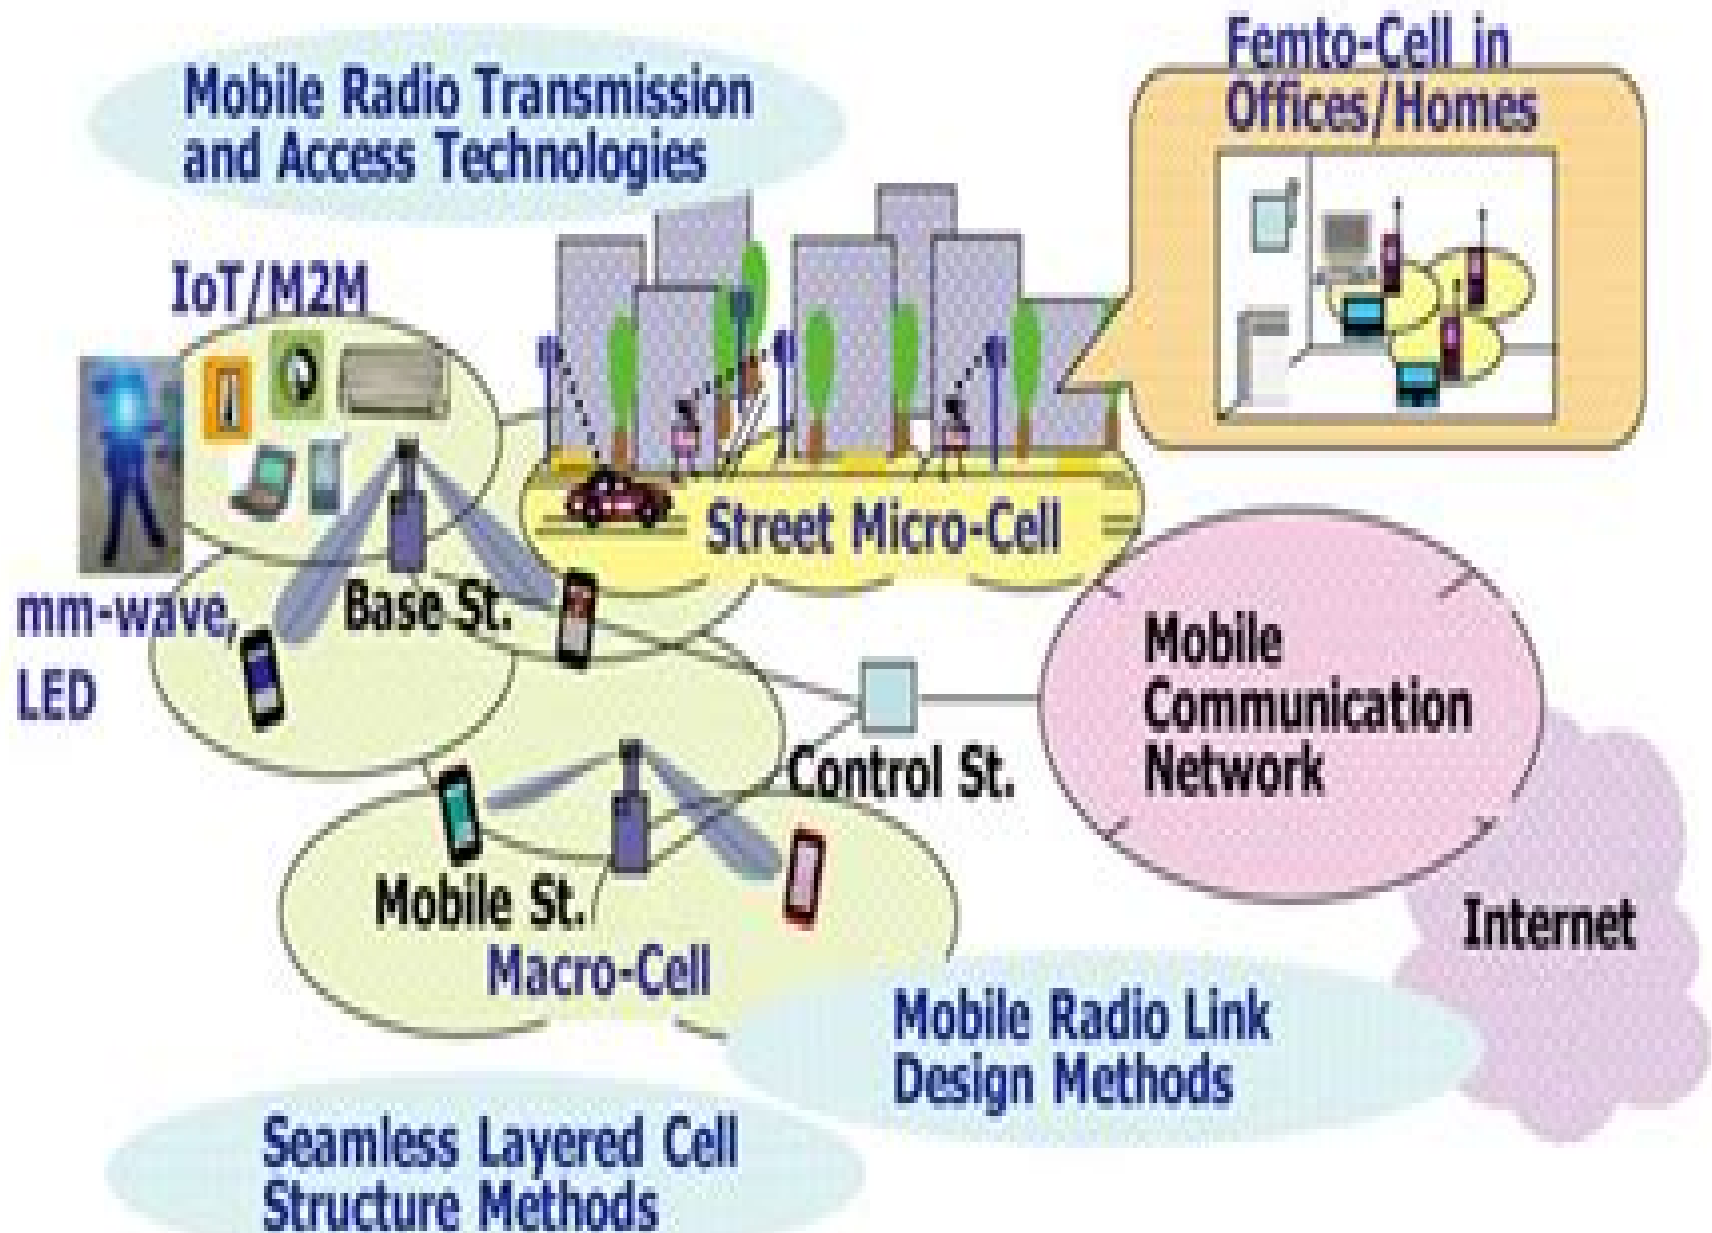 Femto-Cell in
Offices/Homes
Mobile Radio Transmission
and Access Technologies
IoT/M2M
Street Micro-Cell
mm-wave,
LED
Base St.
Mobile
Communication
Network
Control St.
Mobile St.
Macro-Cell
Internet
Mobile Radio Link
Design Methods
Seamless Layered Cell
Structure Methods